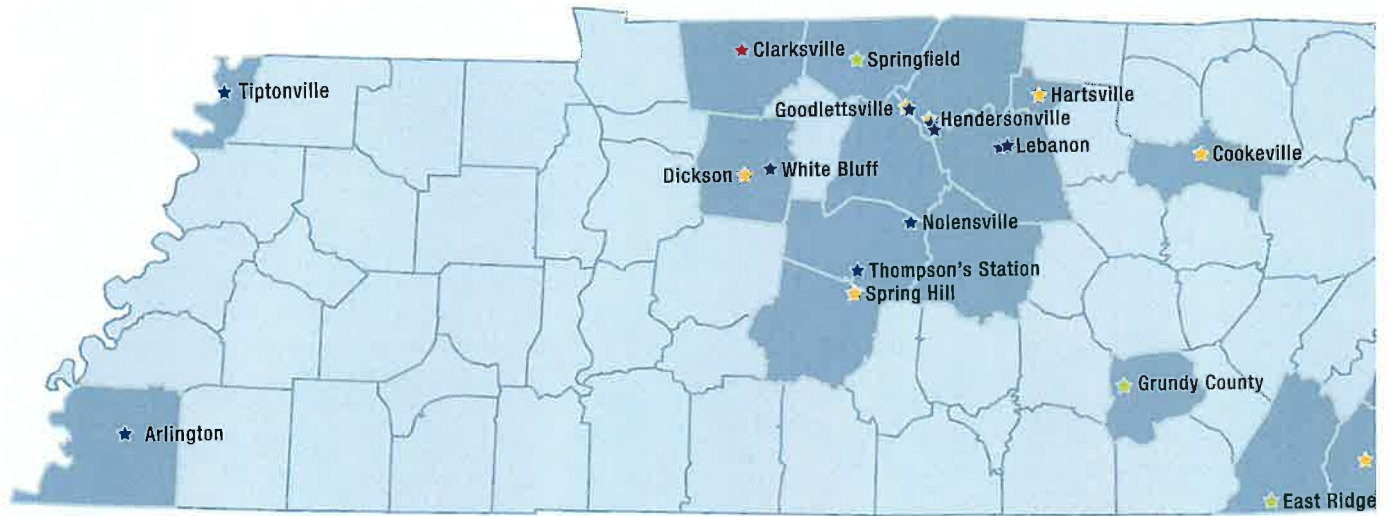 Clarksville
Springfield
Tiptonville
Hartsville
Goodlettsville
Hendersonville
Lebanon
Cookeville
Dickson
White Bluff
Nolensville
Thompson's Station
Spring Hill
Grundy County
Arlington
East Ridge